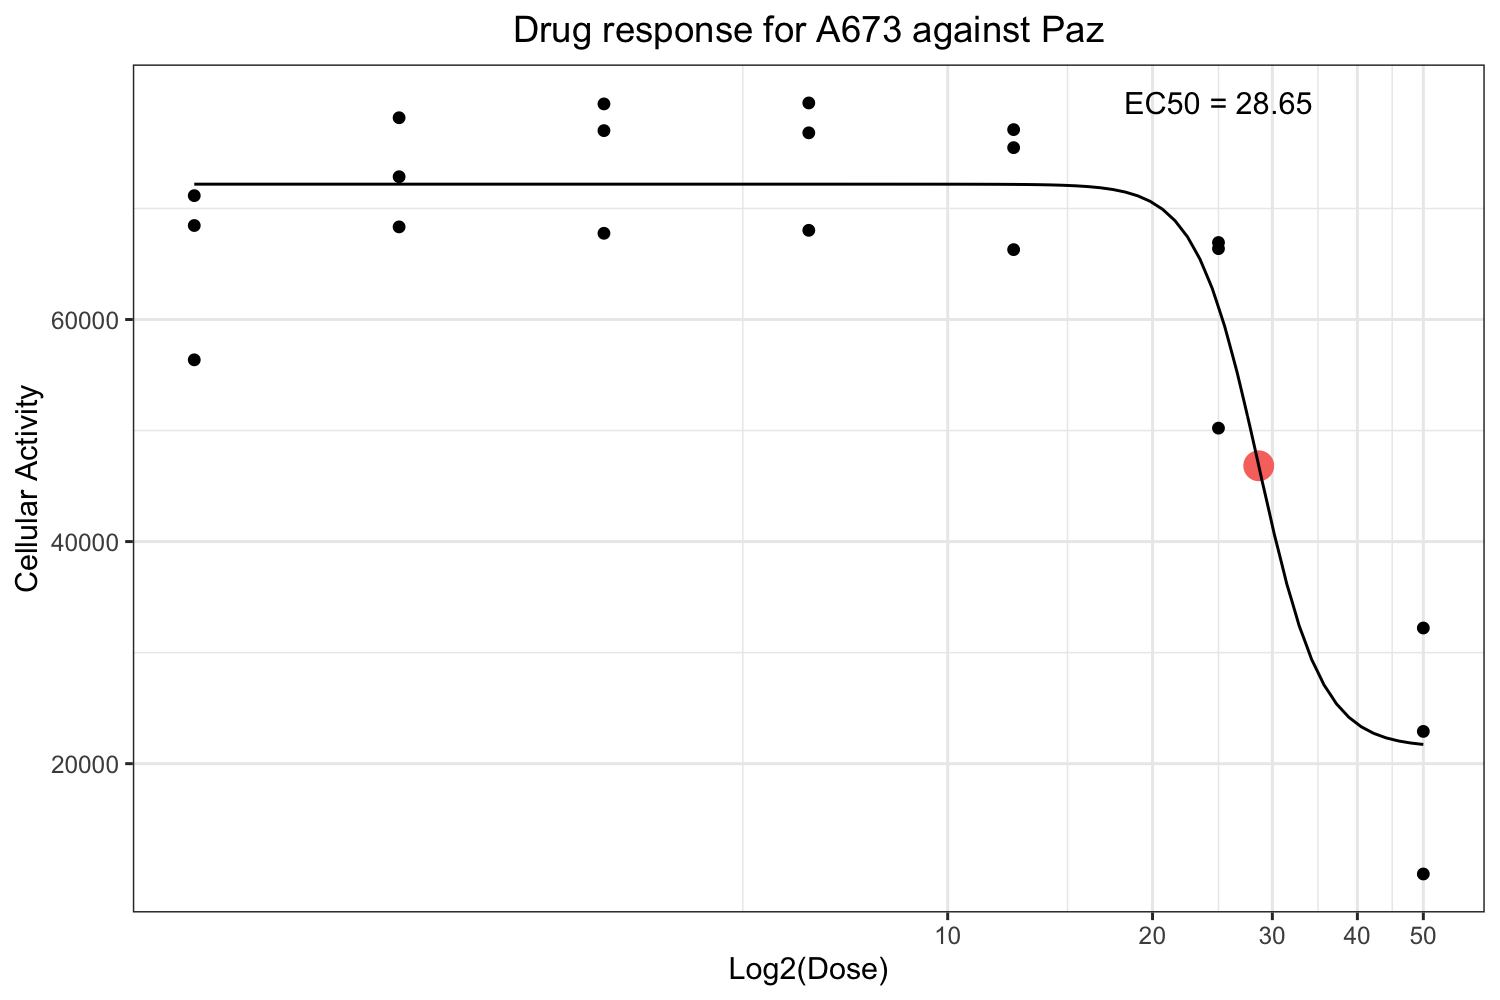 Drug response for A673 against Paz
EC50 = 28.65
60000
40000
20000
Cellular Activity
10 20 30 40 50
Log2(Dose)